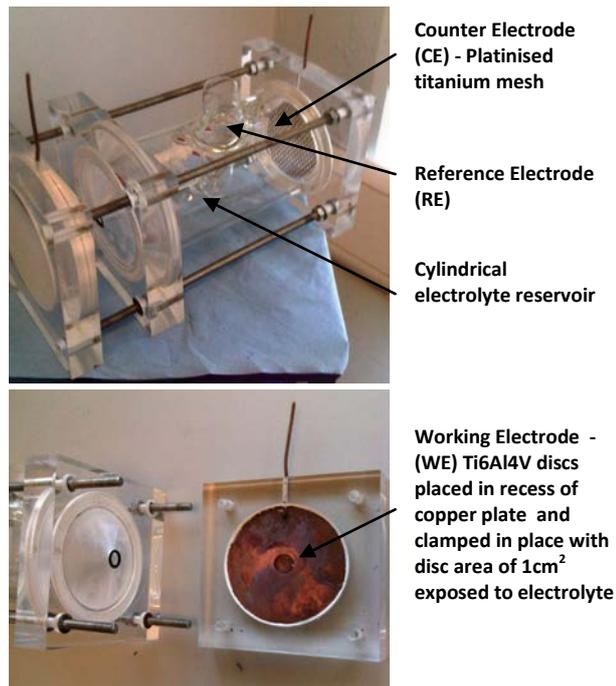 Counter Electrode
(CE) - Platinised
titanium mesh
Reference Electrode
(RE)
Cylindrical
electrolyte reservoir
Working Electrode -
(WE) Ti6Al4V discs
placed in recess of
copper plate and
clamped in place with
disc area of 1cm²
exposed to electrolyte